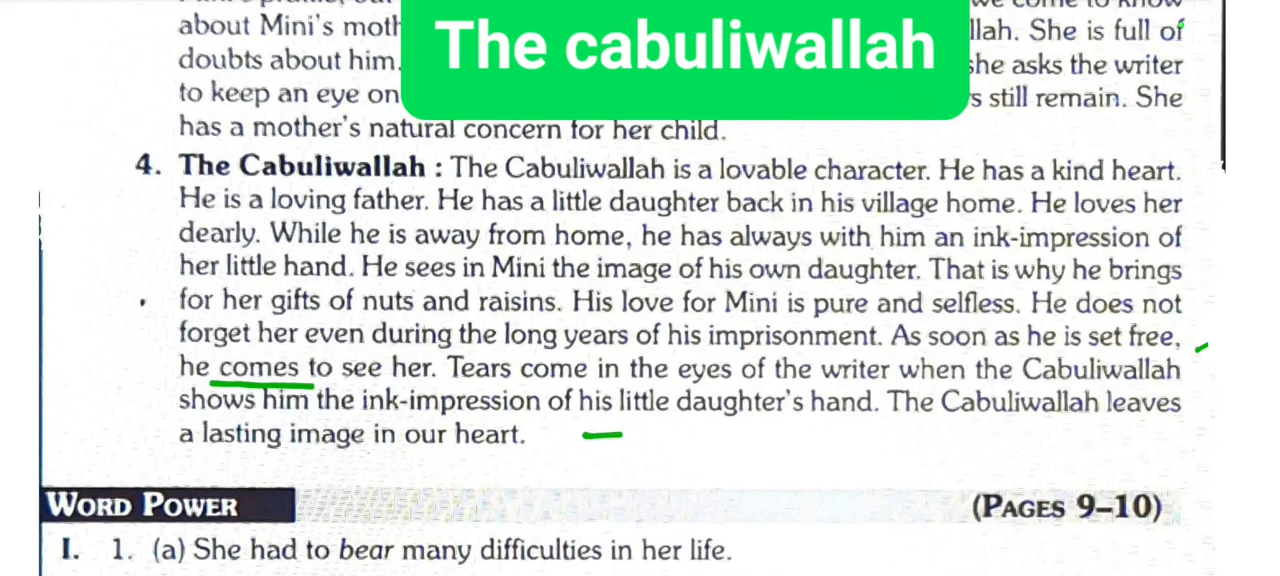 The cabuliwallah
about Mini's moth llah. She is full of
doubts about him. she asks the writer
to keep an eye on s still remain. She
has a mother's natural concern for her child.
4. The Cabuliwallah : The Cabuliwallah is a lovable character. He has a kind heart.
He is a loving father. He has a little daughter back in his village home. He loves her
dearly. While he is away from home, he has always with him an ink-impression of
her little hand. He sees in Mini the image of his own daughter. That is why he brings
for her gifts of nuts and raisins. His love for Mini is pure and selfless. He does not
forget her even during the long years of his imprisonment. As soon as he is set free,
he comes to see her. Tears come in the eyes of the writer when the Cabuliwallah
shows him the ink-impression of his little daughter's hand. The Cabuliwallah leaves
a lasting image in our heart.
WORD POWER (PAGES 9–10)
I. 1. (a) She had to bear many difficulties in her life.